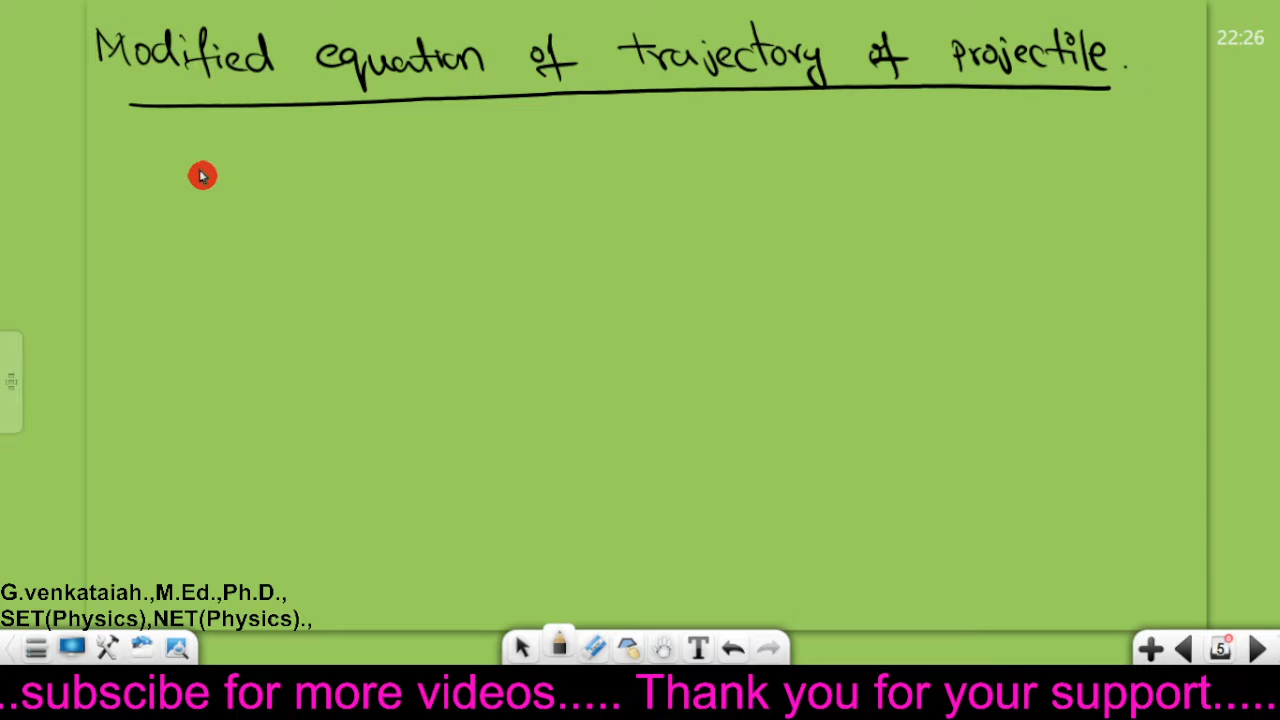 Modified equation of trajectory of projectile.
22:26
G.venkataiah.,M.Ed.,Ph.D.,
SET(Physics),NET(Physics).,
T
5
..subscibe for more videos..... Thank you for your support.....